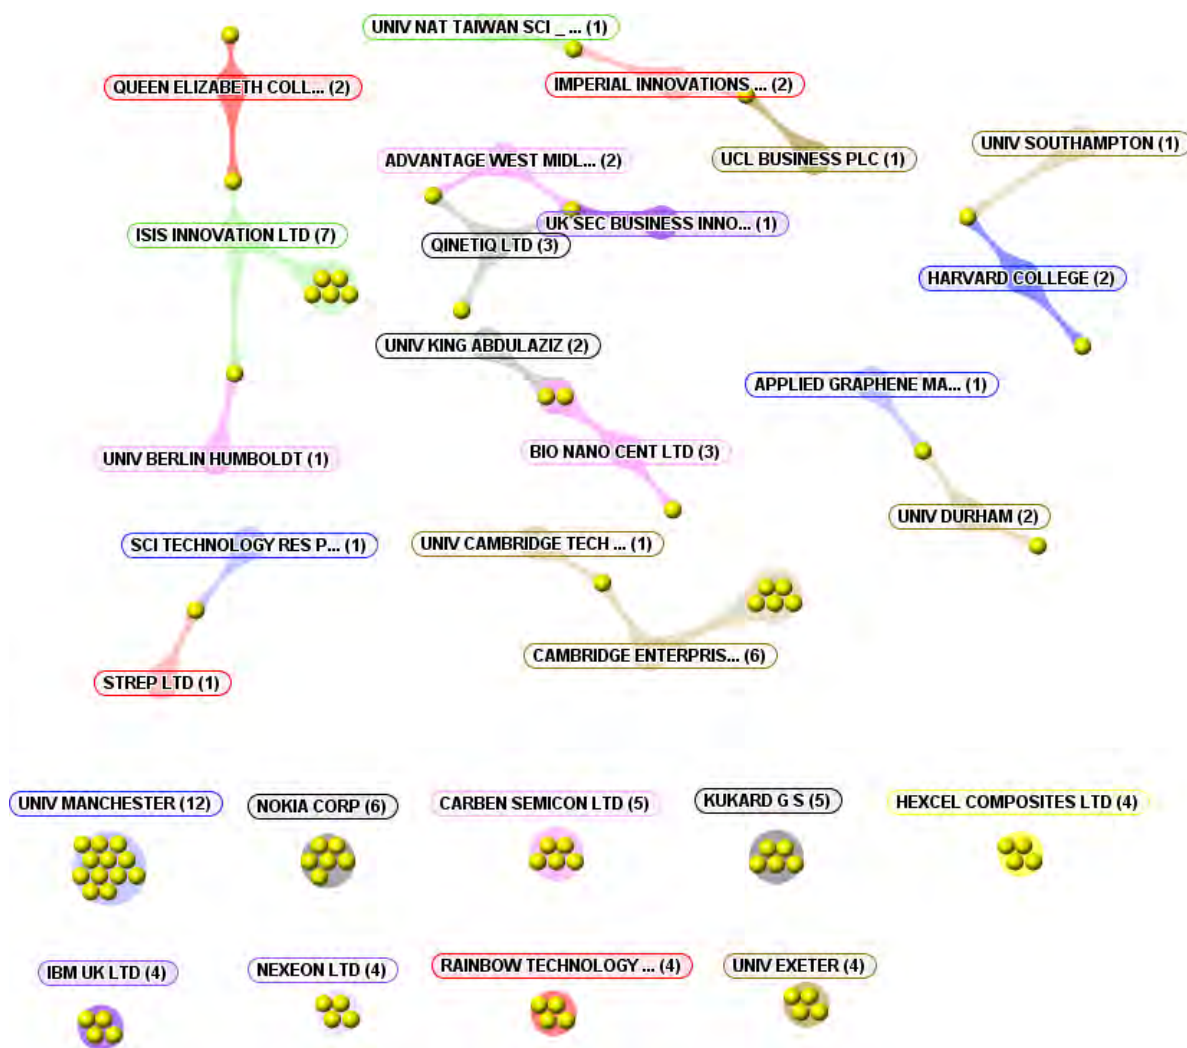 UNIV NAT TAIWAN SCI _ ... (1)
QUEEN ELIZABETH COLL... (2)
IMPERIAL INNOVATIONS ... (2)
UNIV SOUTHAMPTON (1)
ADVANTAGE WEST MIDL... (2)
UCL BUSINESS PLC (1)
ISIS INNOVATION LTD (7)
UK SEC BUSINESS INNO... (1)
QINETIQ LTD (3)
HARVARD COLLEGE (2)
UNIV KING ABDULAZIZ (2)
APPLIED GRAPHENE MA... (1)
UNIV BERLIN HUMBOLDT (1)
BIO NANO CENT LTD (3)
UNIV DURHAM (2)
SCI TECHNOLOGY RES P... (1)
UNIV CAMBRIDGE TECH ... (1)
CAMBRIDGE ENTERPRIS... (6)
STREP LTD (1)
UNIV MANCHESTER (12)
NOKIA CORP (6)
CARBEN SEMICON LTD (5)
KUKARD G S (5)
HEXCEL COMPOSITES LTD (4)
IBM UK LTD (4)
NEXEON LTD (4)
RAINBOW TECHNOLOGY ... (4)
UNIV EXETER (4)